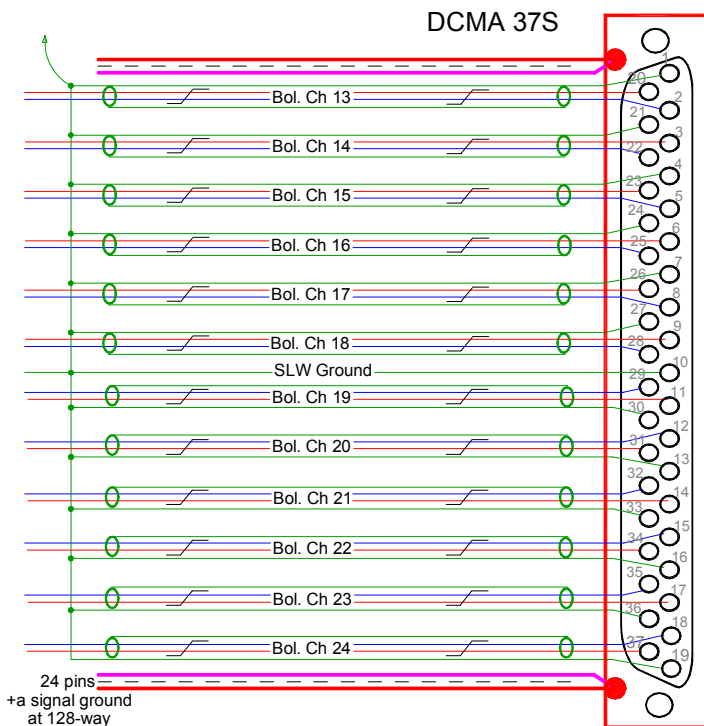 DCMA 37S
1
20
Bol. Ch 13
2
21
3
Bol. Ch 14
22
4
23
Bol. Ch 15
5
24
6
Bol. Ch 16
25
7
26
Bol. Ch 17
8
27
9
Bol. Ch 18
28
10
SLW Ground
29
11
Bol. Ch 19
30
12
Bol. Ch 20
31
13
32
Bol. Ch 21
14
33
15
Bol. Ch 22
34
16
35
Bol. Ch 23
17
36
18
Bol. Ch 24
37
19
24 pins
+a signal ground
at 128-way